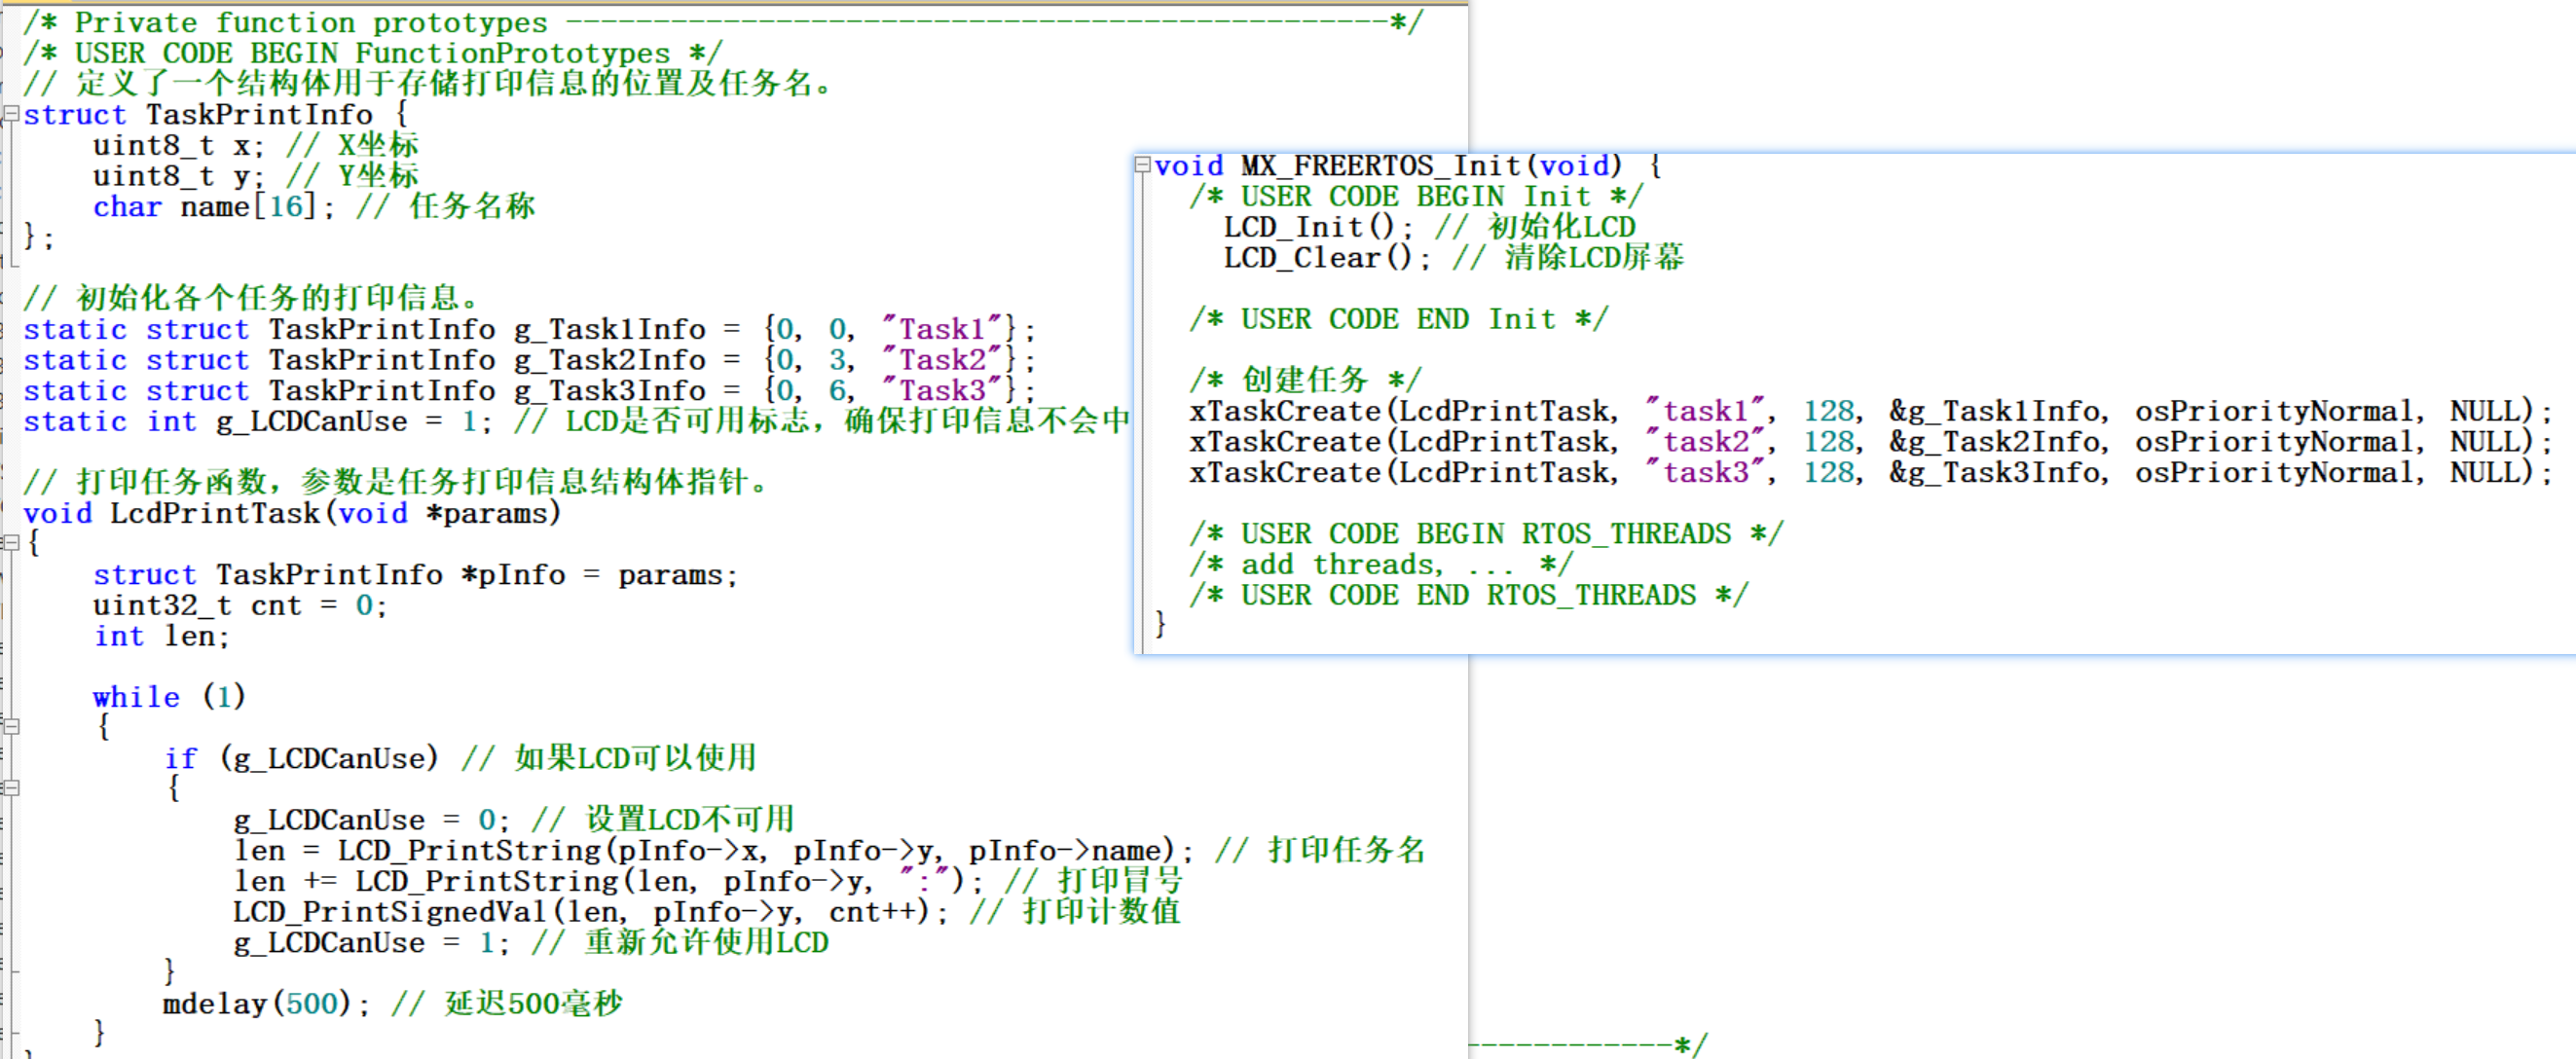 /* Private function prototypes -----------------------------------------------*/
/* USER CODE BEGIN FunctionPrototypes */
// 定义了一个结构体用于存储打印信息的位置及任务名。
struct TaskPrintInfo {
    uint8_t x; // X坐标
    uint8_t y; // Y坐标
    char name[16]; // 任务名称
};
// 初始化各个任务的打印信息。
static struct TaskPrintInfo g_Task1Info = {0, 0, "Task1"};
static struct TaskPrintInfo g_Task2Info = {0, 3, "Task2"};
static struct TaskPrintInfo g_Task3Info = {0, 6, "Task3"};
static int g_LCDCanUse = 1; // LCD是否可用标志，确保打印信息不会中
// 打印任务函数，参数是任务打印信息结构体指针。
void LcdPrintTask(void *params)
{
    struct TaskPrintInfo *pInfo = params;
    uint32_t cnt = 0;
    int len;
    while (1)
    {
        if (g_LCDCanUse) // 如果LCD可以使用
        {
            g_LCDCanUse = 0; // 设置LCD不可用
            len = LCD_PrintString(pInfo->x, pInfo->y, pInfo->name); // 打印任务名
            len += LCD_PrintString(len, pInfo->y, ":"); // 打印冒号
            LCD_PrintSignedVal(len, pInfo->y, cnt++); // 打印计数值
            g_LCDCanUse = 1; // 重新允许使用LCD
        }
        mdelay(500); // 延迟500毫秒
    }
void MX_FREERTOS_Init(void) {
  /* USER CODE BEGIN Init */
    LCD_Init(); // 初始化LCD
    LCD_Clear(); // 清除LCD屏幕
  /* USER CODE END Init */
  /* 创建任务 */
  xTaskCreate(LcdPrintTask, "task1", 128, &g_Task1Info, osPriorityNormal, NULL);
  xTaskCreate(LcdPrintTask, "task2", 128, &g_Task2Info, osPriorityNormal, NULL);
  xTaskCreate(LcdPrintTask, "task3", 128, &g_Task3Info, osPriorityNormal, NULL);
  /* USER CODE BEGIN RTOS_THREADS */
  /* add threads, ... */
  /* USER CODE END RTOS_THREADS */
}
------------*/